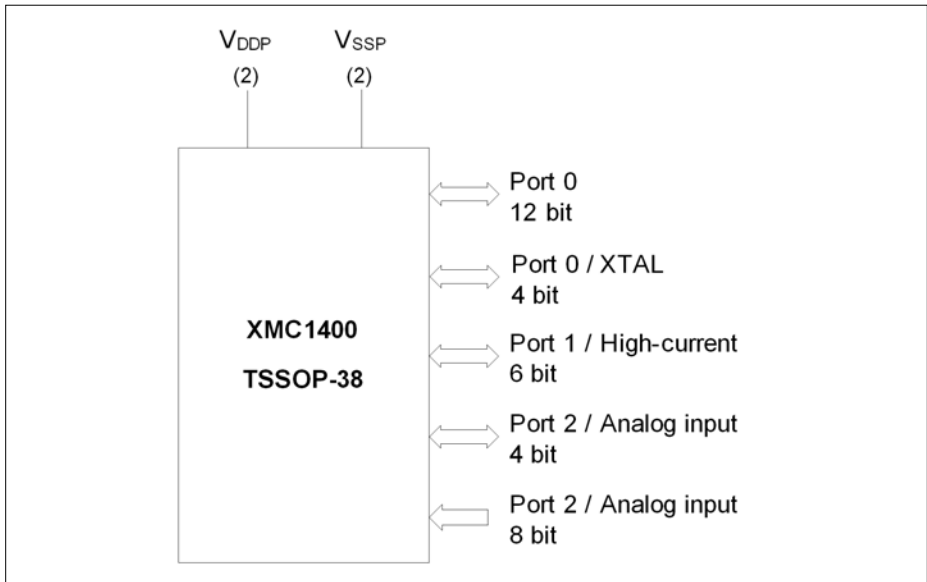 VDDP VSSP
(2) (2)
Port 0
12 bit
Port 0 / XTAL
4 bit
XMC1400
TSSOP-38
Port 1 / High-current
6 bit
Port 2 / Analog input
4 bit
Port 2 / Analog input
8 bit